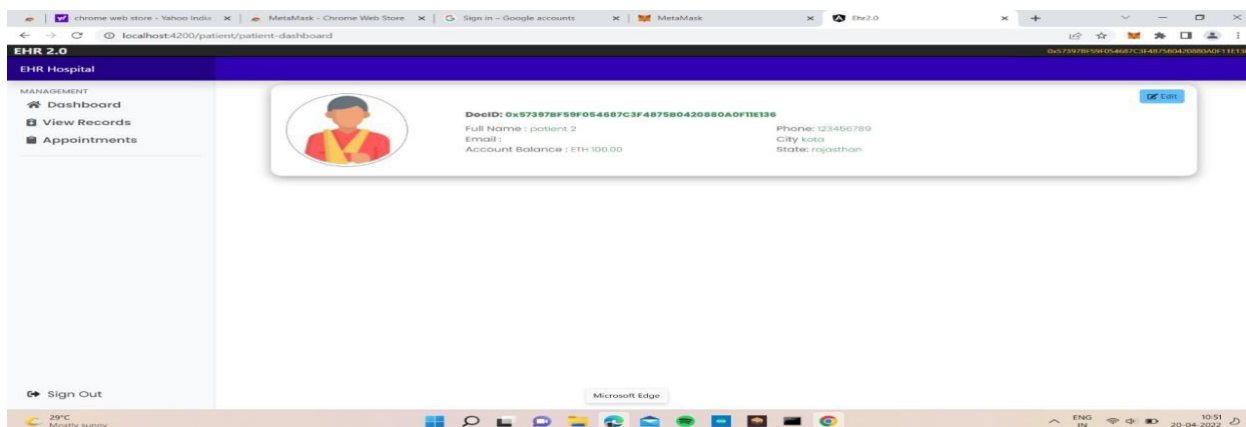 chrome web store - Yahoo India
MetaMask - Chrome Web Store
Sign in – Google accounts
MetaMask
Ehr2.0
localhost:4200/patient/patient-dashboard
EHR 2.0
EHR Hospital
MANAGEMENT
Dashboard
View Records
Appointments
Edit
DocID: 0x57397BF59F054687C3F4875B0420880A0F11E136
Full Name : patient 2
Phone: 123456789
Email :
City kota
Account Balance : ETH 100.00
State: rajasthan
Sign Out
Microsoft Edge
29°C
Mostly sunny
ENG
IN
10:51
20-04-2022